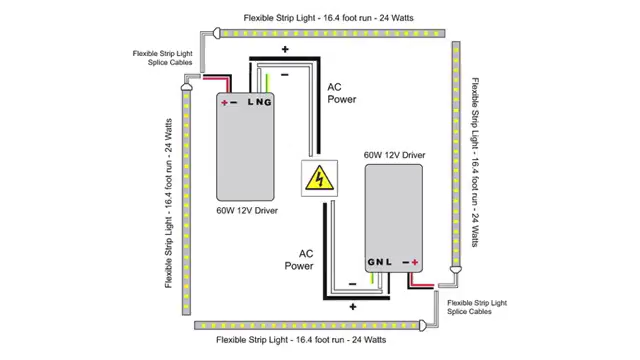 Flexible Strip Light - 16.4 foot run - 24 Watts
Flexible Strip Light
Splice Cables
+
−
+ −
L N G
AC
Power
60W 12V Driver
60W 12V Driver
Flexible Strip Light - 16.4 foot run - 24 Watts
Flexible Strip Light - 16.4 foot run - 24 Watts
AC
Power
G N L
− +
−
+
Flexible Strip Light
Splice Cables
Flexible Strip Light - 16.4 foot run - 24 Watts